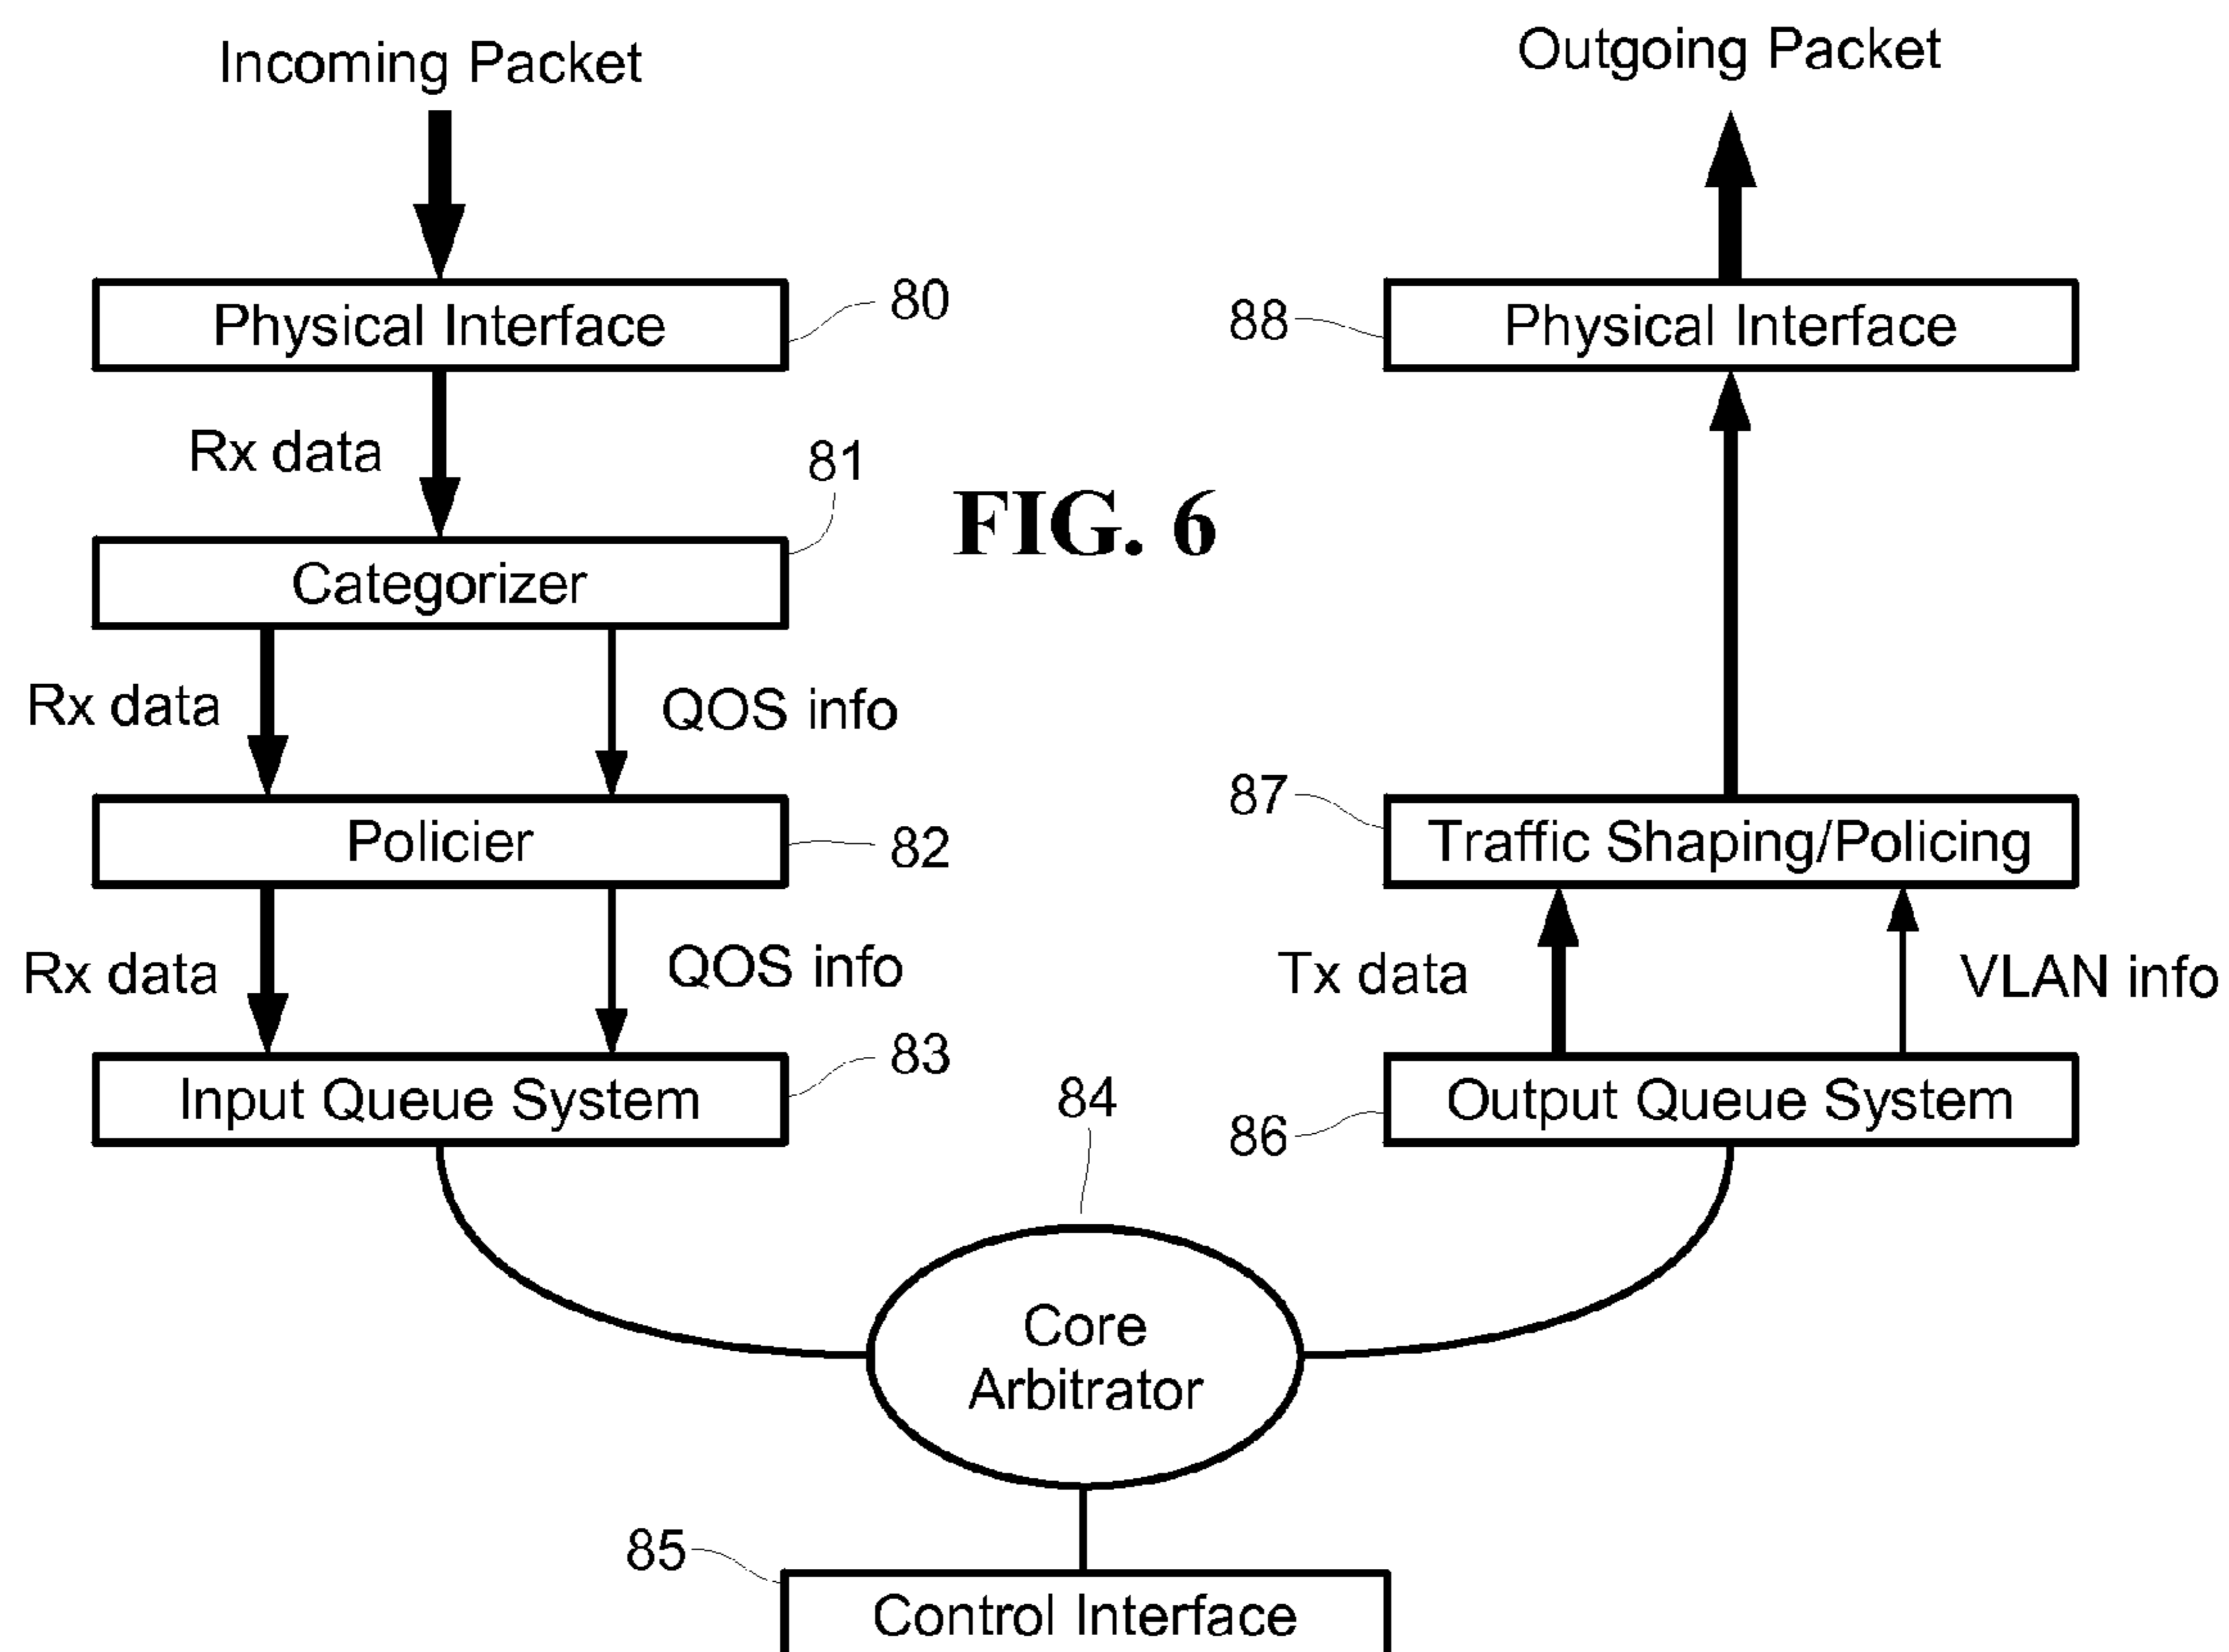 Incoming Packet
Outgoing Packet
Physical Interface
80
88
Physical Interface
Rx data
81
FIG. 6
Categorizer
Rx data
QOS info
87
Policier
82
Traffic Shaping/Policing
Rx data
QOS info
Tx data
VLAN info
83
Input Queue System
84
86
Output Queue System
Core
Arbitrator
85
Control Interface